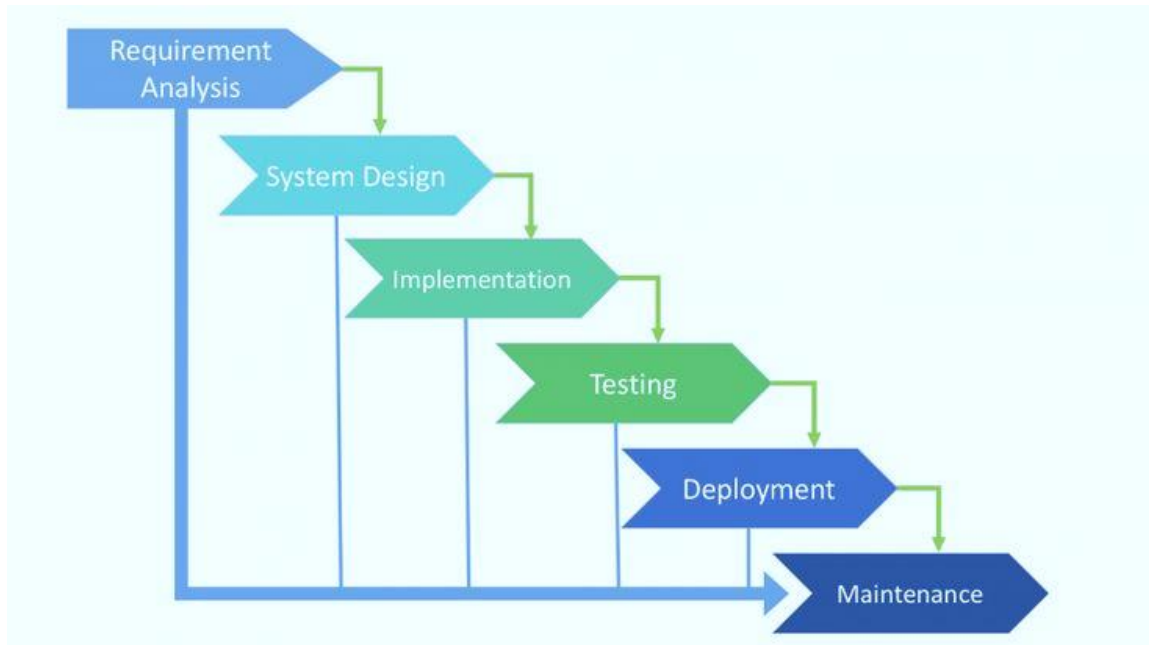 Requirement
Analysis
System Design
Implementation
Testing
Deployment
Maintenance